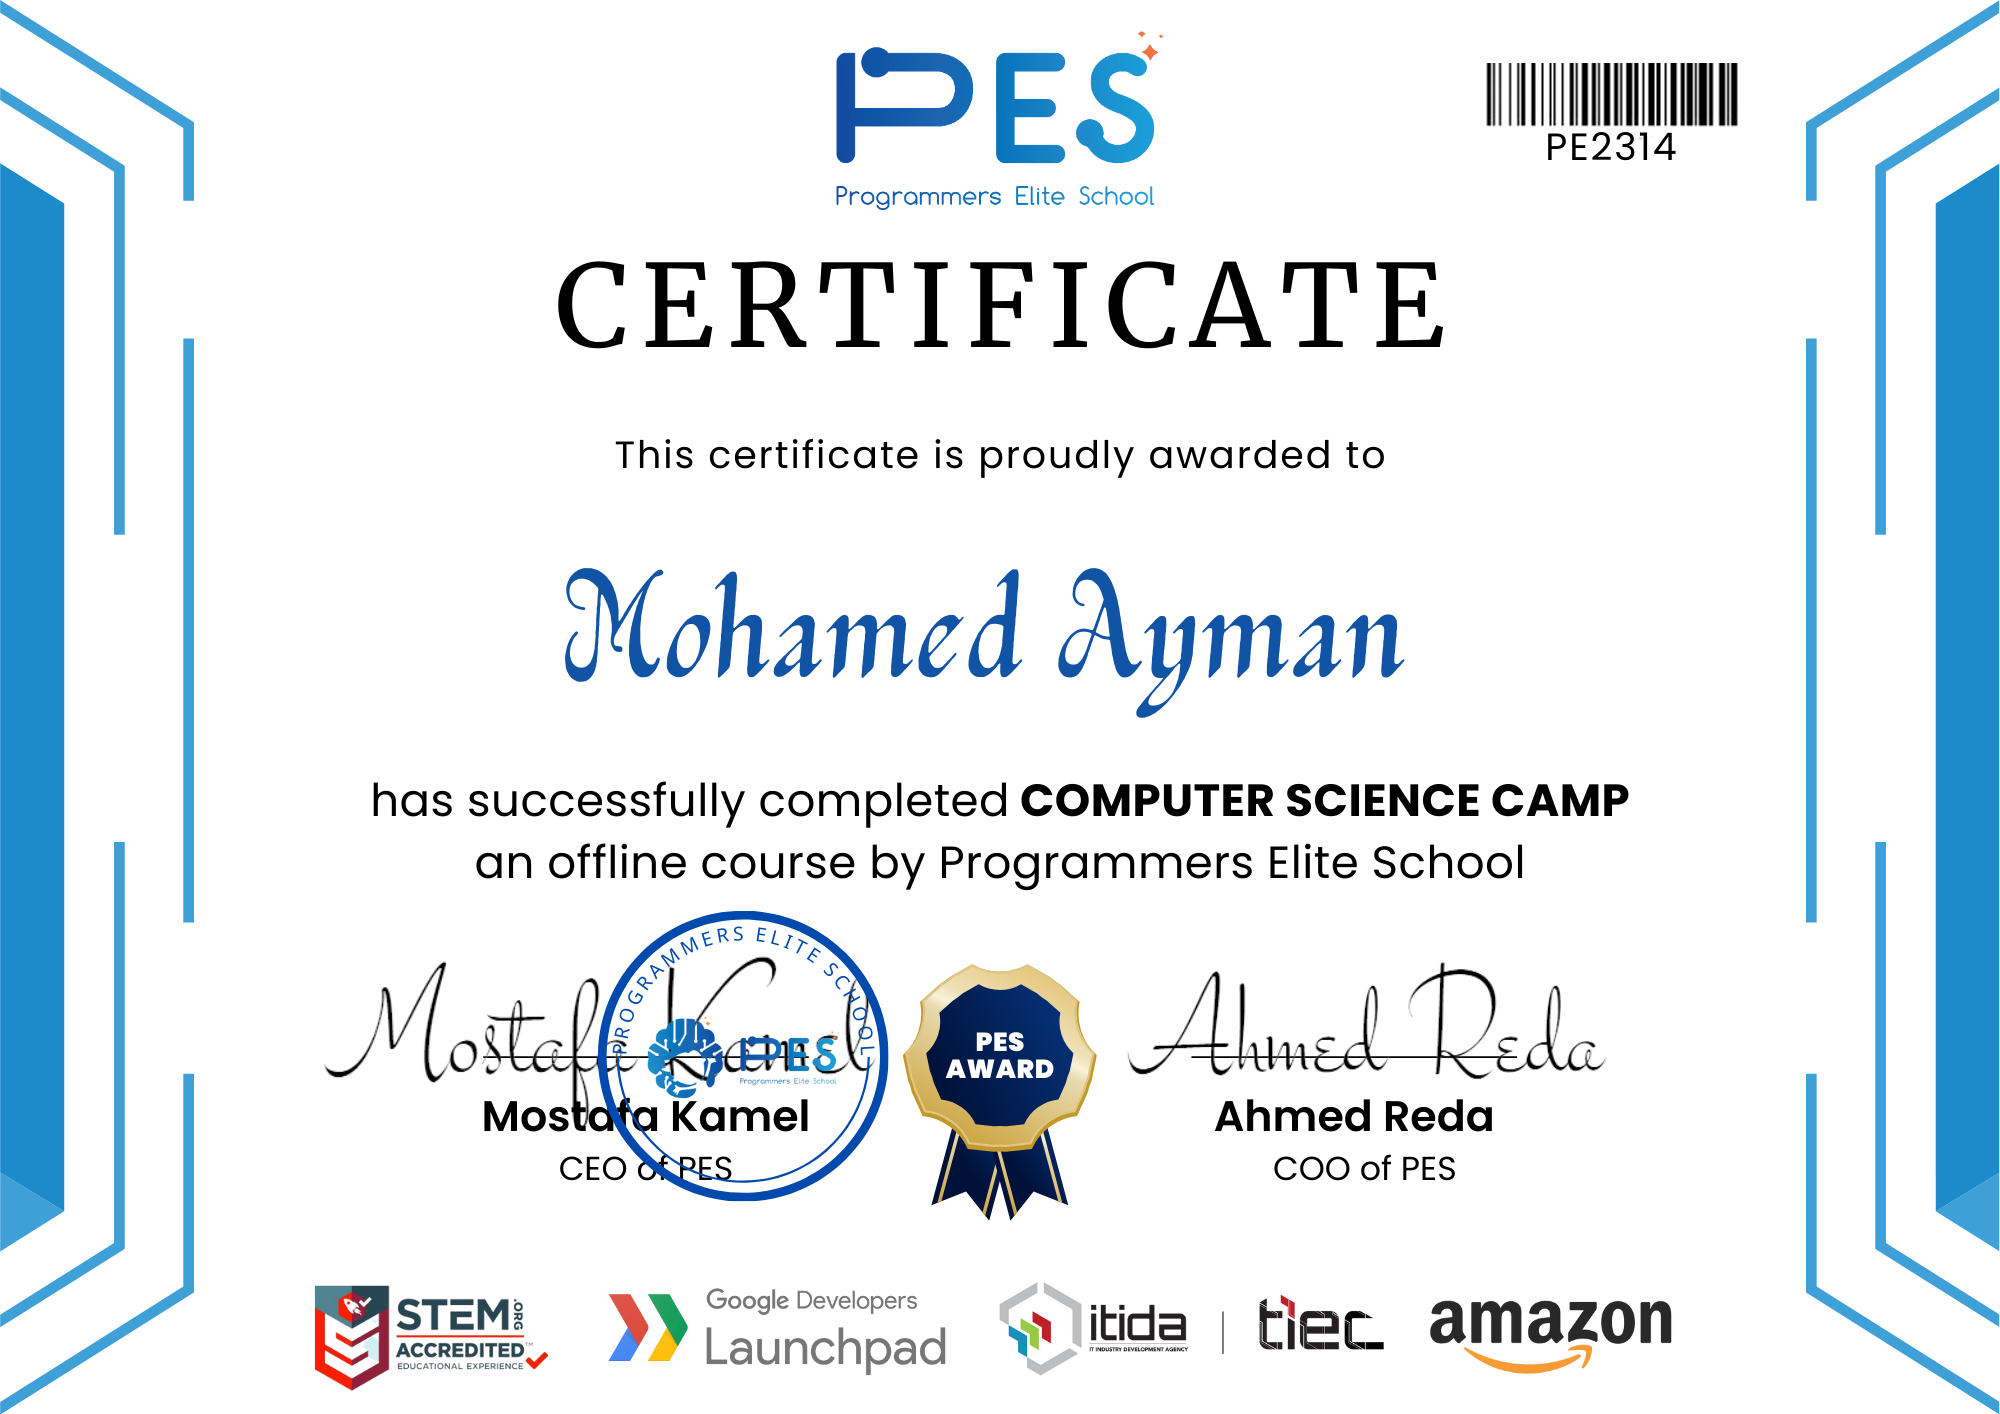 PES
Programmers Elite School
PE2314
CERTIFICATE
This certificate is proudly awarded to
Mohamed Ayman
has successfully completed COMPUTER SCIENCE CAMP
an offline course by Programmers Elite School
Mostafa Kamel
PROGRAMMERS ELITE SCHOOL
PES
Programmers Elite School
PES
AWARD
Ahmed Reda
Mostafa Kamel
CEO of PES
Ahmed Reda
COO of PES
STEM.ORG
ACCREDITED™
EDUCATIONAL EXPERIENCE
Google Developers
Launchpad
itida
IT INDUSTRY DEVELOPMENT AGENCY
tiec
amazon